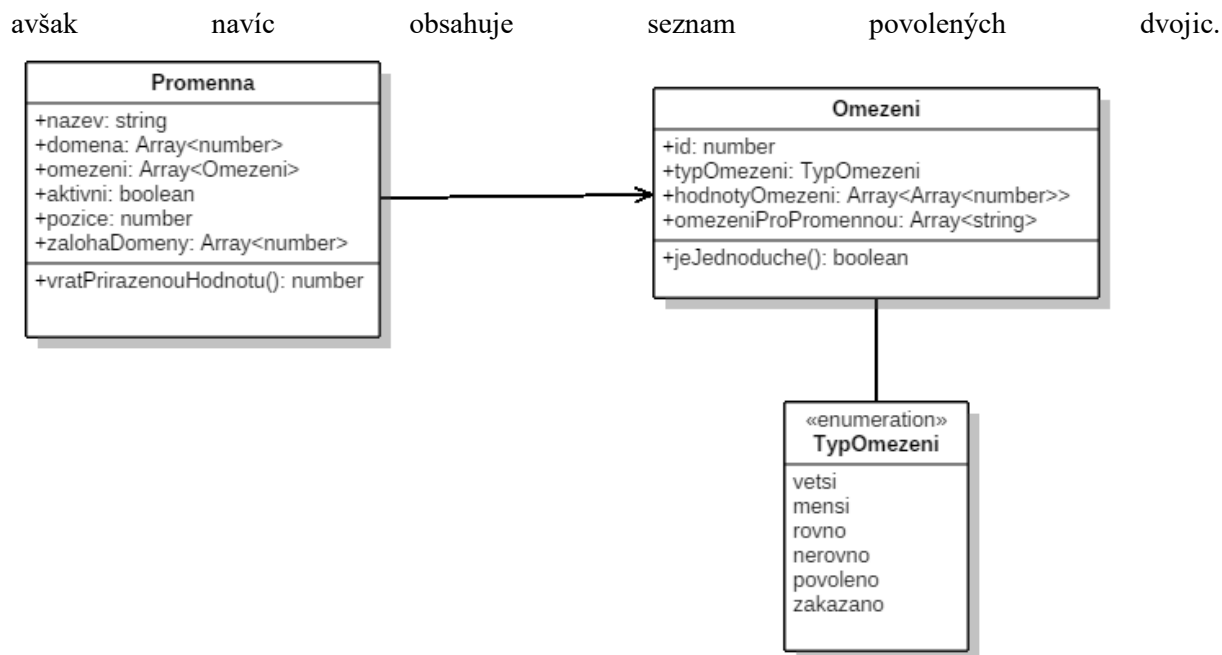 avšak navíc obsahuje seznam povolených dvojic.
Promenna
+nazev: string
+domena: Array<number>
+omezeni: Array<Omezeni>
+aktivni: boolean
+pozice: number
+zalohaDomeny: Array<number>
+vratPrirazenouHodnotu(): number
Omezeni
+id: number
+typOmezeni: TypOmezeni
+hodnotyOmezeni: Array<Array<number>>
+omezeniProPromennou: Array<string>
+jeJednoduche(): boolean
«enumeration»
TypOmezeni
vetsi
mensi
rovno
nerovno
povoleno
zakazano